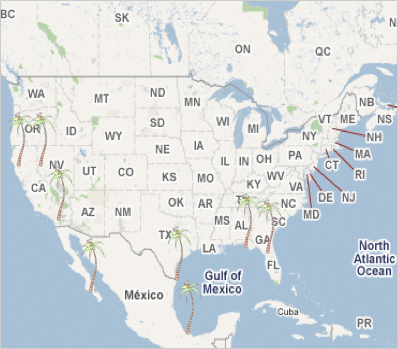 BC
SK
ON
QC
NB
NS
WA
MT
ND
MN
VT
ME
OR
ID
WY
SD
WI
MI
NY
NH
MA
RI
CT
NJ
DE
MD
NV
UT
CO
NE
IA
IL
IN
OH
PA
CA
AZ
NM
KS
MO
KY
WV
VA
OK
AR
NC
SC
TX
LA
MS
AL
GA
FL
North
Atlantic
Ocean
Gulf of
Mexico
México
Cuba
PR